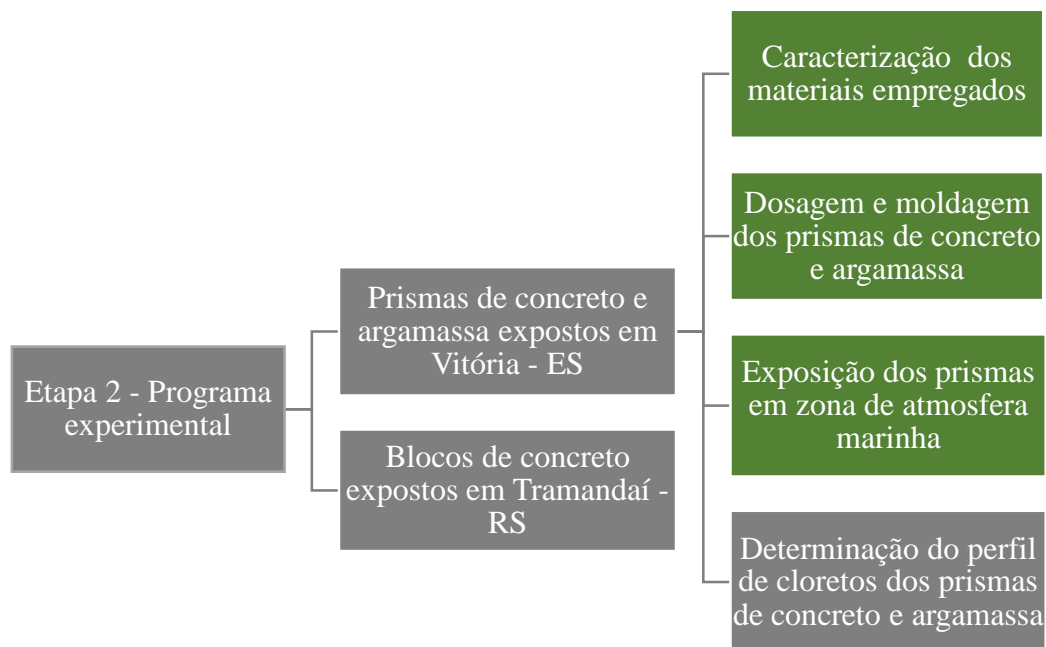 Etapa 2 - Programa
experimental
Prismas de concreto e
argamassa expostos em
Vitória - ES
Blocos de concreto
expostos em Tramandaí -
RS
Caracterização dos
materiais empregados
Dosagem e moldagem
dos prismas de concreto
e argamassa
Exposição dos prismas
em zona de atmosfera
marinha
Determinação do perfil
de cloretos dos prismas
de concreto e argamassa